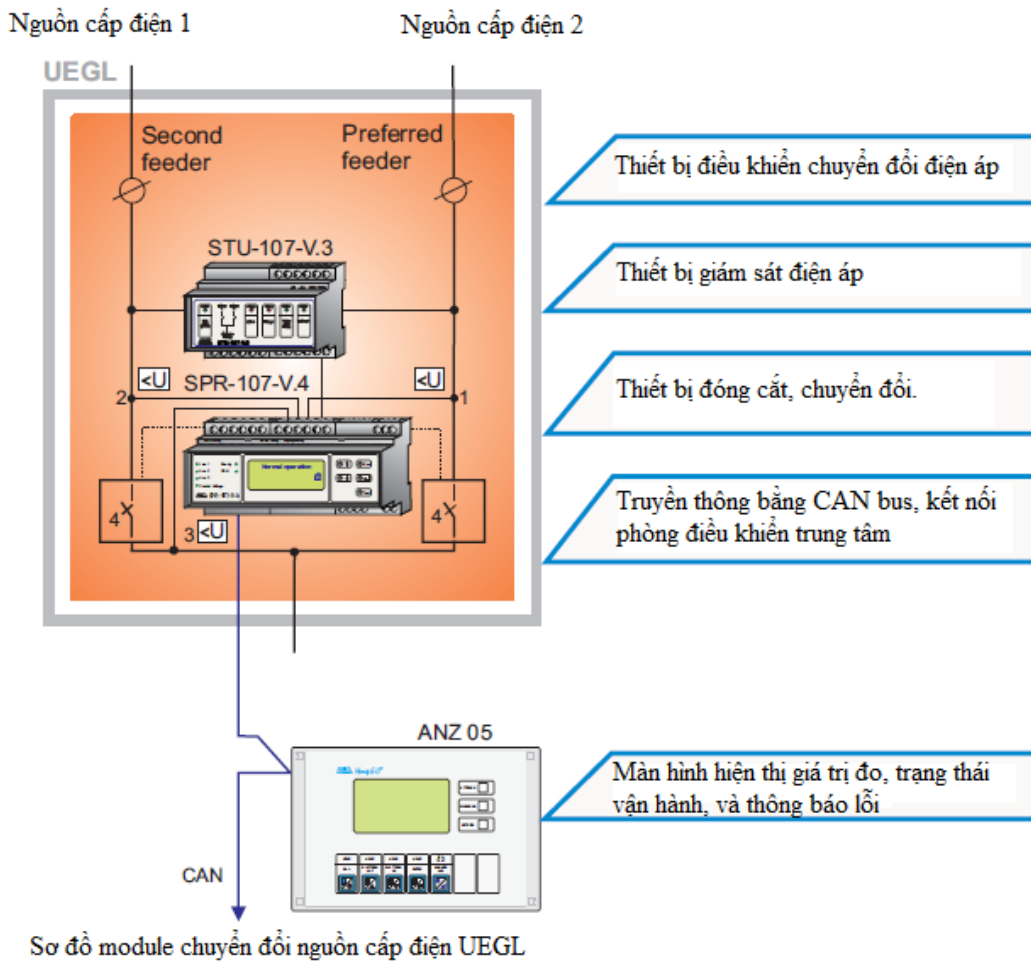 Nguồn cấp điện 1
Nguồn cấp điện 2
UEGL
Second
feeder
Preferred
feeder
Thiết bị điều khiển chuyển đổi điện áp
STU-107-V.3
Thiết bị giám sát điện áp
<U
SPR-107-V.4
<U
2
1
Thiết bị đóng cắt, chuyển đổi.
Normal operation
4
4
3
<U
Truyền thông bằng CAN bus, kết nối
phòng điều khiển trung tâm
ANZ 05
Màn hình hiện thị giá trị đo, trạng thái
vận hành, và thông báo lỗi
CAN
Sơ đồ module chuyển đổi nguồn cấp điện UEGL